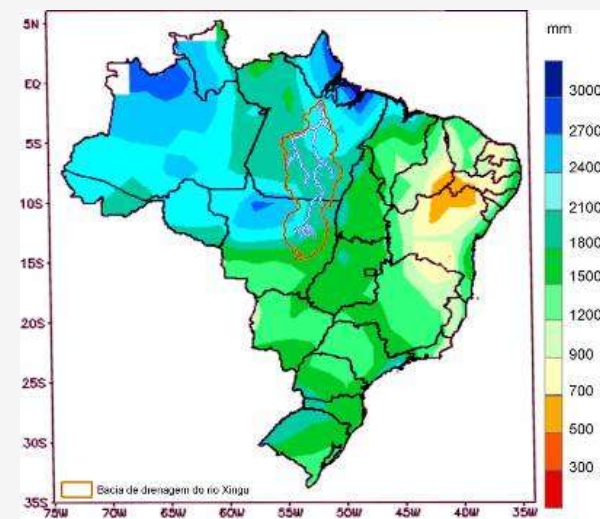 mm
5N
EQ
5S
10S
15S
20S
25S
30S
35S
3000
2700
2400
2100
1800
1500
1200
900
700
500
300
Bacia de drenagem do rio Xingu
75W 70W 65W 60W 55W 50W 45W 40W 35W